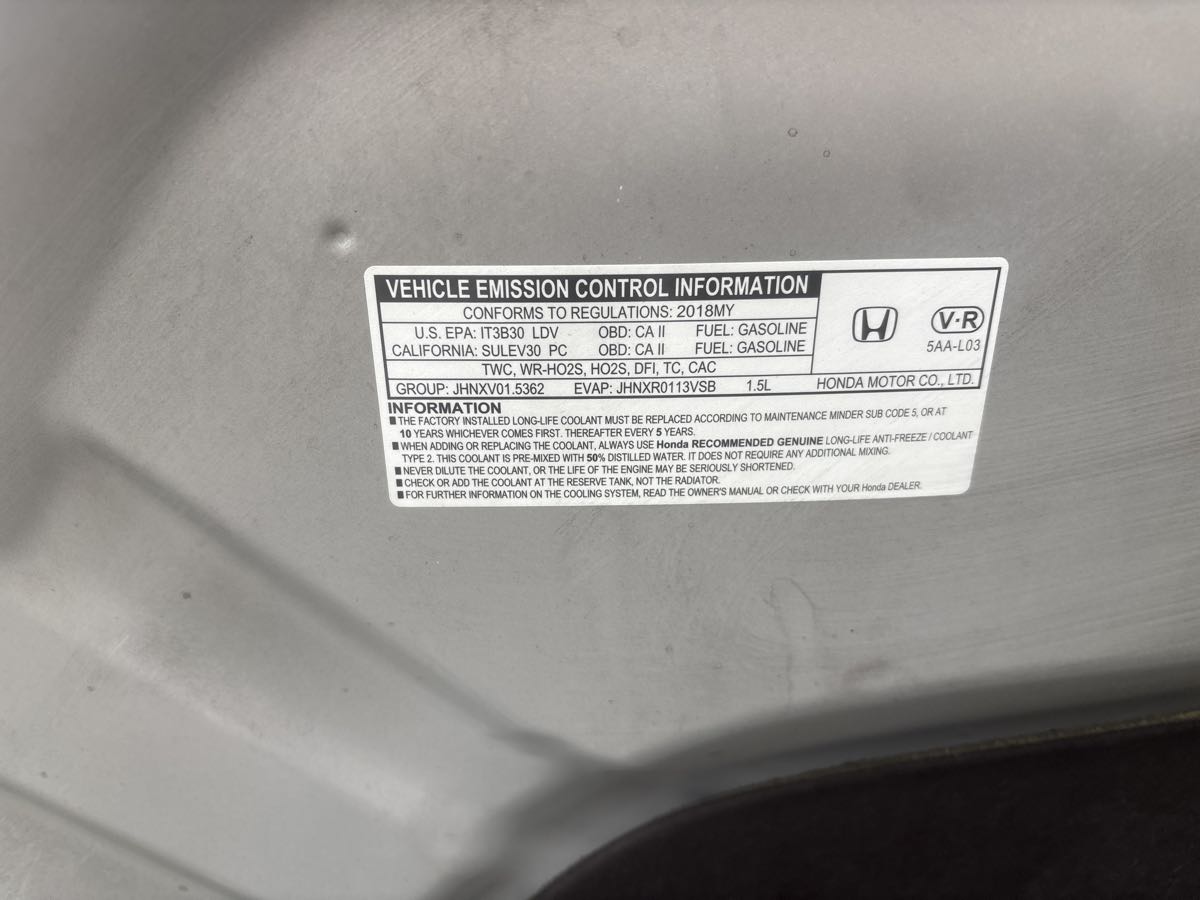 VEHICLE EMISSION CONTROL INFORMATION
CONFORMS TO REGULATIONS: 2018MY
U.S. EPA: IT3B30 LDV OBD: CA II FUEL: GASOLINE
CALIFORNIA: SULEV30 PC OBD: CA II FUEL: GASOLINE
TWC, WR-HO2S, HO2S, DFI, TC, CAC
GROUP: JHNXV01.5362 EVAP: JHNXR0113VSB 1.5L
V·R
5AA-L03
HONDA MOTOR CO., LTD.
INFORMATION
■ THE FACTORY INSTALLED LONG-LIFE COOLANT MUST BE REPLACED ACCORDING TO MAINTENANCE MINDER SUB CODE 5, OR AT
10 YEARS WHICHEVER COMES FIRST. THEREAFTER EVERY 5 YEARS.
■ WHEN ADDING OR REPLACING THE COOLANT, ALWAYS USE Honda RECOMMENDED GENUINE LONG-LIFE ANTI-FREEZE / COOLANT
TYPE 2. THIS COOLANT IS PRE-MIXED WITH 50% DISTILLED WATER. IT DOES NOT REQUIRE ANY ADDITIONAL MIXING.
■ NEVER DILUTE THE COOLANT, OR THE LIFE OF THE ENGINE MAY BE SERIOUSLY SHORTENED.
■ CHECK OR ADD THE COOLANT AT THE RESERVE TANK, NOT THE RADIATOR.
■ FOR FURTHER INFORMATION ON THE COOLING SYSTEM, READ THE OWNER'S MANUAL OR CHECK WITH YOUR Honda DEALER.